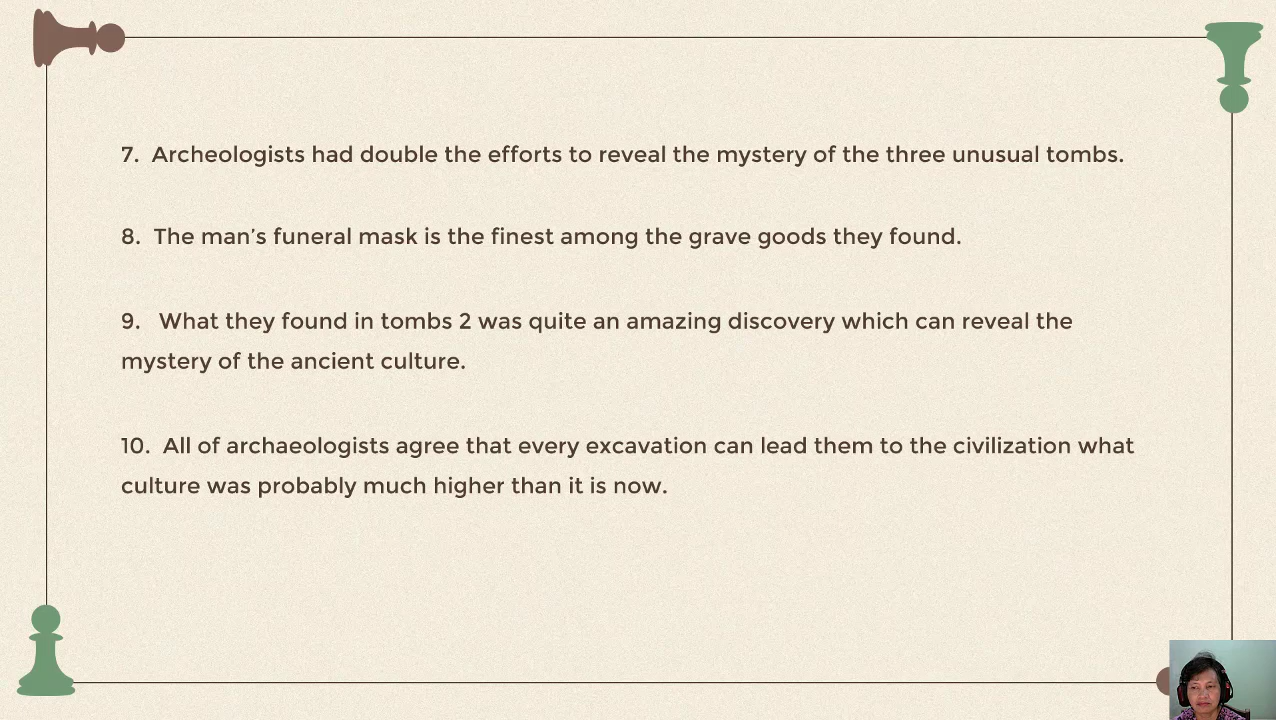 7. Archeologists had double the efforts to reveal the mystery of the three unusual tombs.
8. The man’s funeral mask is the finest among the grave goods they found.
9. What they found in tombs 2 was quite an amazing discovery which can reveal the
mystery of the ancient culture.
10. All of archaeologists agree that every excavation can lead them to the civilization what
culture was probably much higher than it is now.